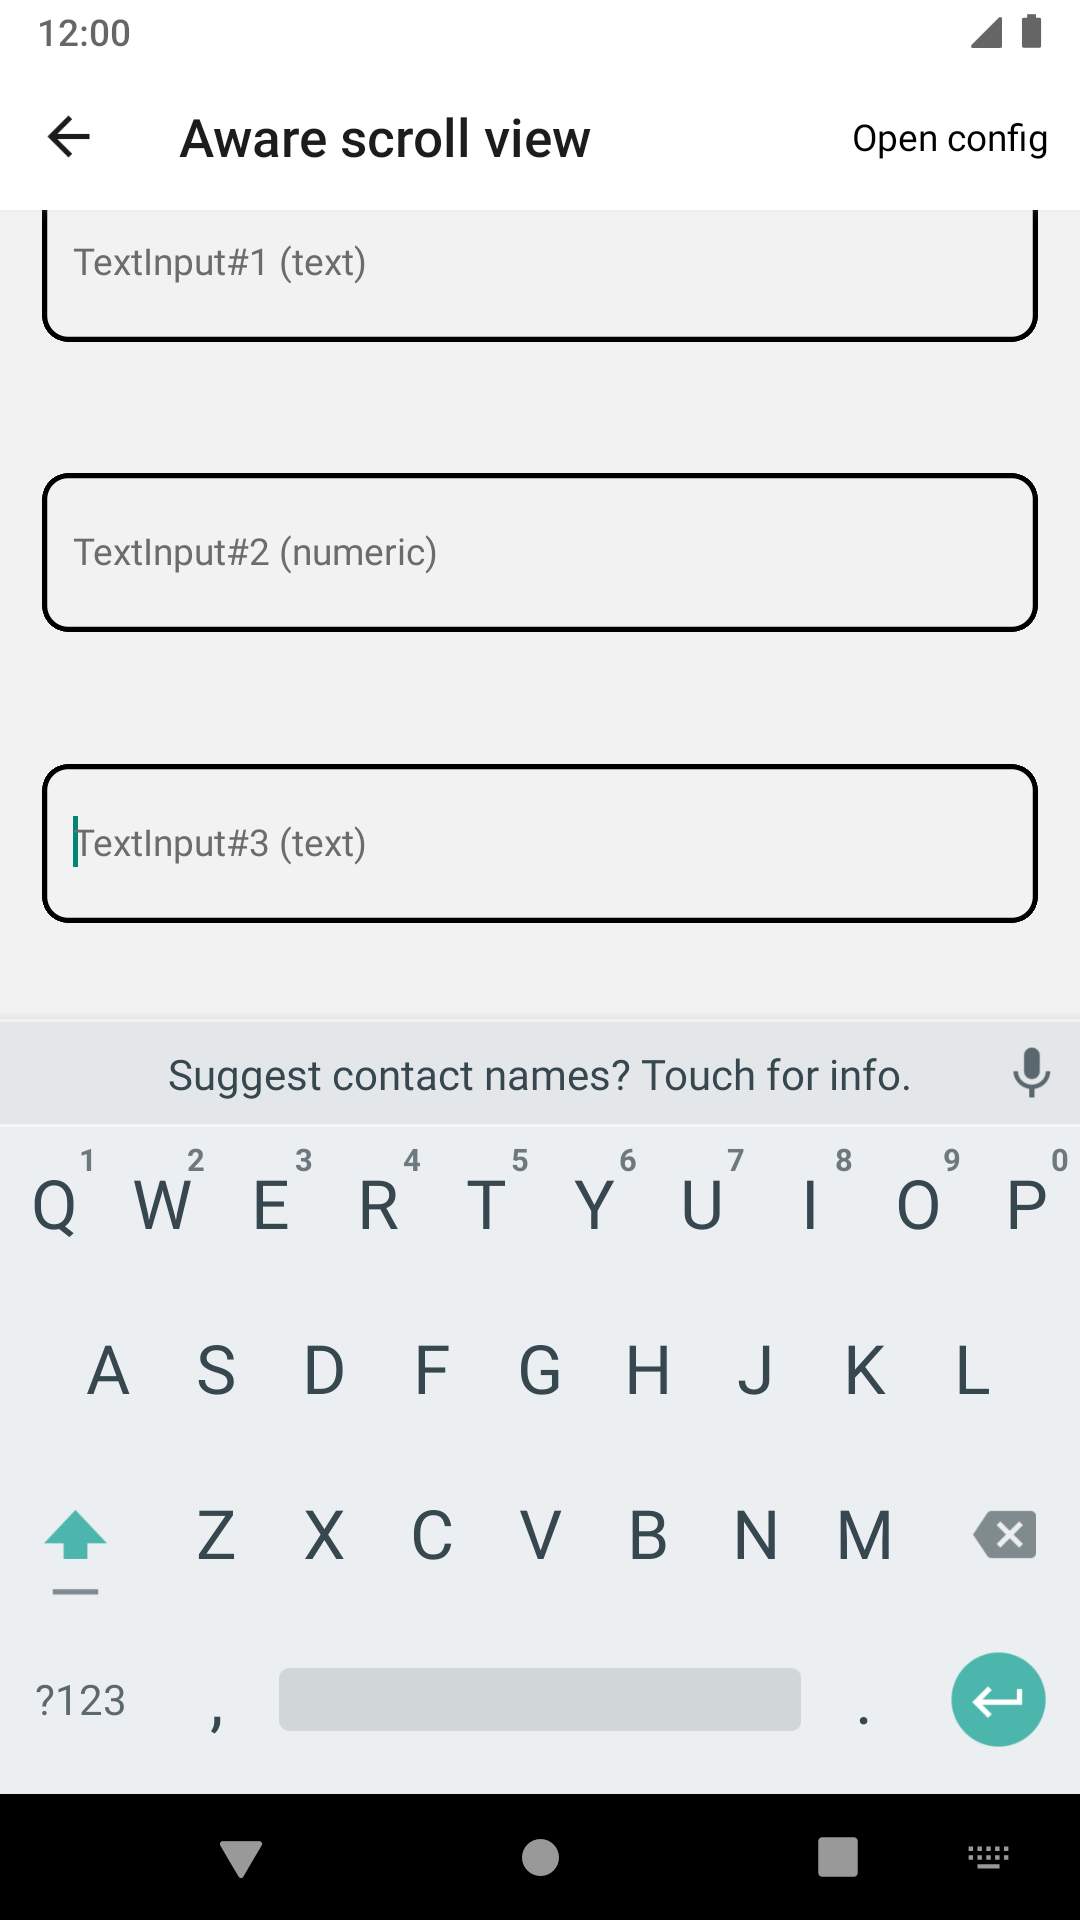 12:00
Aware scroll view
Open config
TextInput#1 (text)
TextInput#2 (numeric)
TextInput#3 (text)
Suggest contact names? Touch for info.
1 2 3 4 5 6 7 8 9 0
Q W E R T Y U I O P
A S D F G H J K L
Z X C V B N M
?123 , .